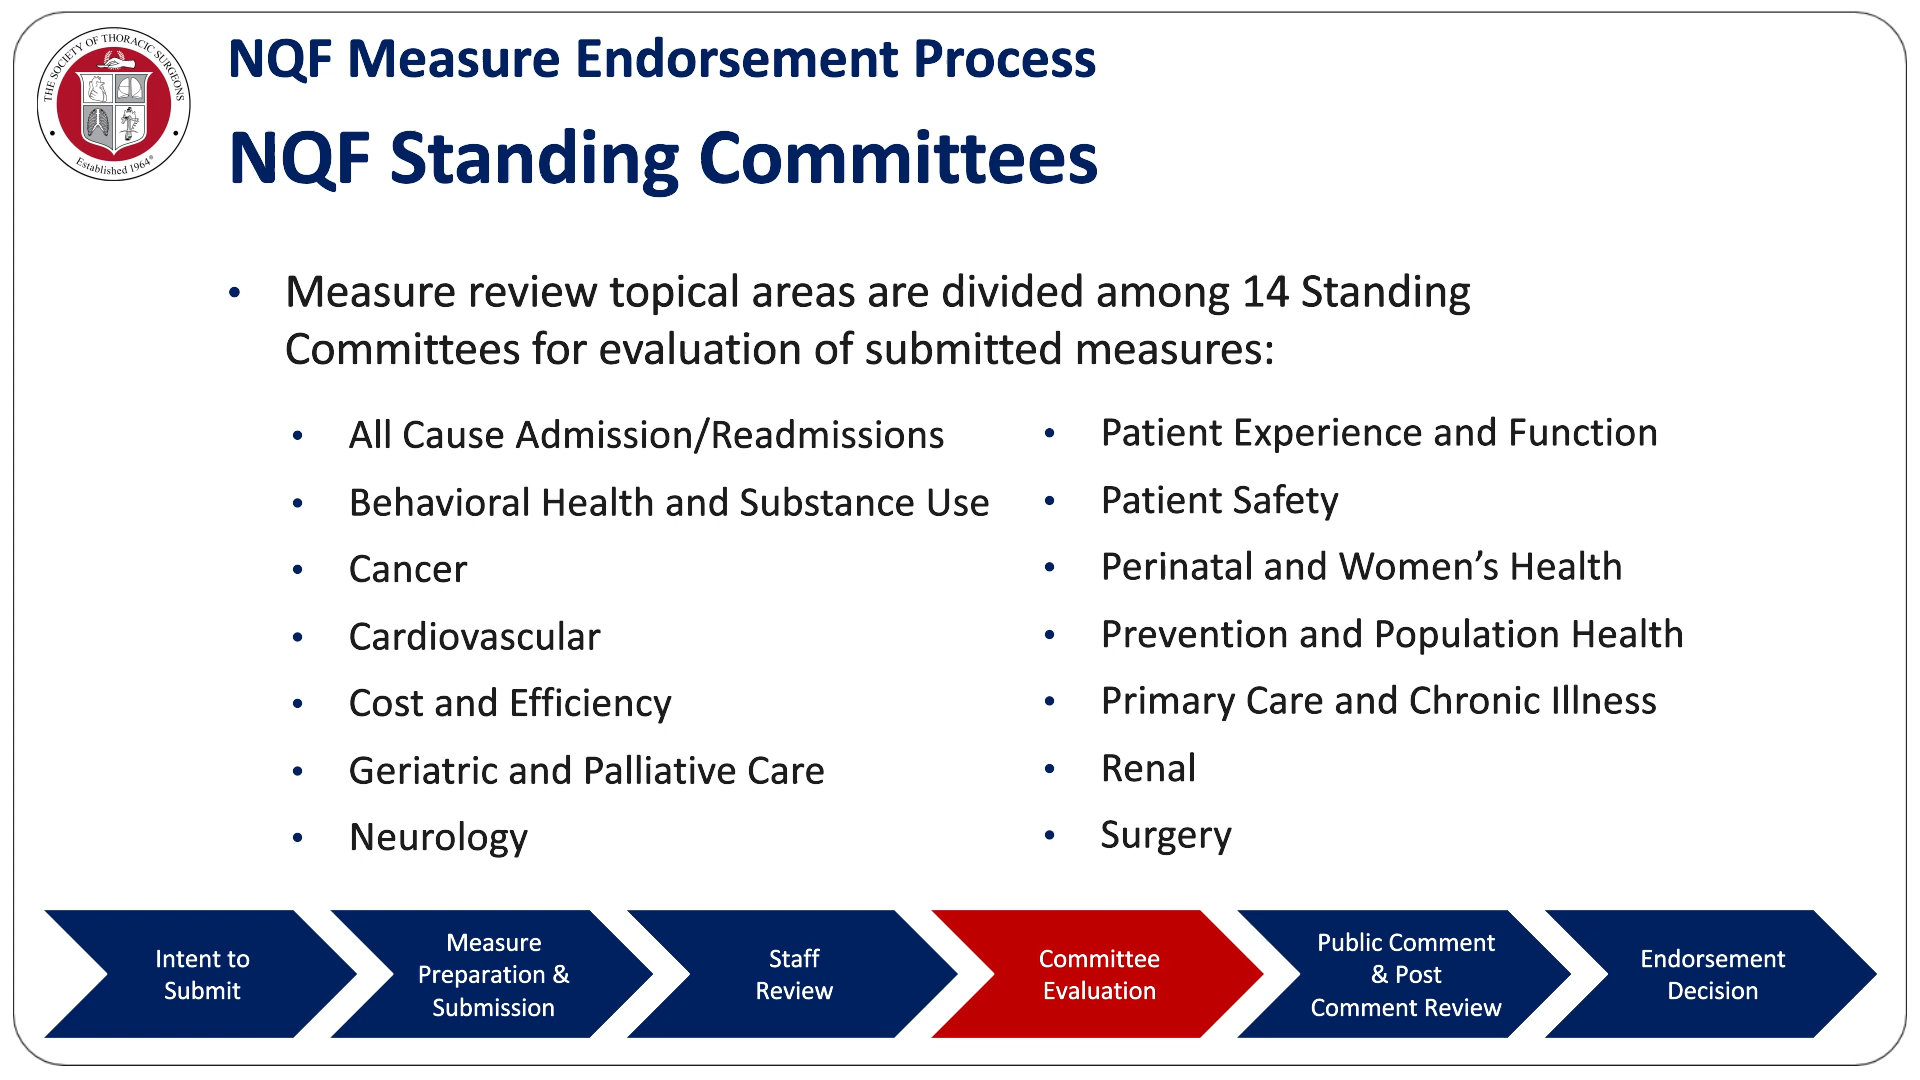 THE SOCIETY OF THORACIC SURGEONS
Established 1964
NQF Measure Endorsement Process
NQF Standing Committees
• Measure review topical areas are divided among 14 Standing
Committees for evaluation of submitted measures:
• All Cause Admission/Readmissions
• Behavioral Health and Substance Use
• Cancer
• Cardiovascular
• Cost and Efficiency
• Geriatric and Palliative Care
• Neurology
• Patient Experience and Function
• Patient Safety
• Perinatal and Women’s Health
• Prevention and Population Health
• Primary Care and Chronic Illness
• Renal
• Surgery
Intent to
Submit
Measure
Preparation &
Submission
Staff
Review
Committee
Evaluation
Public Comment
& Post
Comment Review
Endorsement
Decision